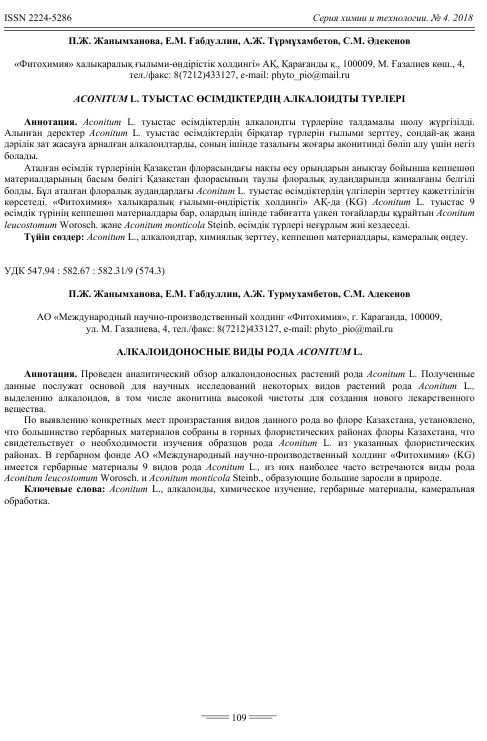 ISSN 2224-5286 Серия химии и технологии. № 4. 2018
П.Ж. Жанымханова, Е.М. Ғабдуллин, А.Ж. Тұрмұхамбетов, С.М. Әдекенов
«Фитохимия» халықаралық ғылыми-өндірістік холдингі» АҚ, Қарағанды қ., 100009, М. Ғазалиев көш., 4,
тел./факс: 8(7212)433127, e-mail: phyto_pio@mail.ru
ACONITUM L. ТУЫСТАС ӨСІМДІКТЕРДІҢ АЛКАЛОИДТЫ ТҮРЛЕРІ
Аннотация. Aconitum L. туыстас өсімдіктердің алкалоидты түрлеріне талдамалы шолу жүргізілді.
Алынған деректер Aconitum L. туыстас өсімдіктердің бірқатар түрлерін ғылыми зерттеу, сондай-ақ жаңа
дәрілік зат жасауға арналған алкалоидтарды, соның ішінде тазалығы жоғары аконитинді бөліп алу үшін негіз
болады.
Аталған өсімдік түрлерінің Қазақстан флорасындағы нақты өсу орындарын анықтау бойынша кеппешөп
материалдарының басым бөлігі Қазақстан флорасының таулы флоралық аудандарында жиналғаны белгілі
болды. Бұл аталған флоралық аудандардағы Aconitum L. туыстас өсімдіктердің үлгілерін зерттеу қажеттілігін
көрсетеді. «Фитохимия» халықаралық ғылыми-өндірістік холдингі» АҚ-да (KG) Aconitum L. туыстас 9
өсімдік түрінің кеппешөп материалдары бар, олардың ішінде табиғатта үлкен тоғайларды құрайтын Aconitum
leucostomum Worosch. және Aconitum monticola Steinb. өсімдік түрлері неғұрлым жиі кездеседі.
Түйін сөздер: Aconitum L., алкалоидтар, химиялық зерттеу, кеппешөп материалдары, камералық өңдеу.
УДК 547.94 : 582.67 : 582.31/9 (574.3)
П.Ж. Жанымханова, Е.М. Габдуллин, А.Ж. Турмухамбетов, С.М. Адекенов
АО «Международный научно-производственный холдинг «Фитохимия», г. Караганда, 100009,
ул. М. Газалиева, 4, тел./факс: 8(7212)433127, e-mail: phyto_pio@mail.ru
АЛКАЛОИДОНОСНЫЕ ВИДЫ РОДА ACONITUM L.
Аннотация. Проведен аналитический обзор алкалоидоносных растений рода Aconitum L. Полученные
данные послужат основой для научных исследований некоторых видов растений рода Aconitum L.,
выделению алкалоидов, в том числе аконитина высокой чистоты для создания нового лекарственного
вещества.
По выявлению конкретных мест произрастания видов данного рода во флоре Казахстана, установлено,
что большинство гербарных материалов собраны в горных флористических районах флоры Казахстана, что
свидетельствует о необходимости изучения образцов рода Aconitum L. из указанных флористических
районах. В гербарном фонде АО «Международный научно-производственный холдинг «Фитохимия» (KG)
имеется гербарные материалы 9 видов рода Aconitum L., из них наиболее часто встречаются виды рода
Aconitum leucostomum Worosch. и Aconitum monticola Steinb., образующие большие заросли в природе.
Ключевые слова: Aconitum L., алкалоиды, химическое изучение, гербарные материалы, камеральная
обработка.
109